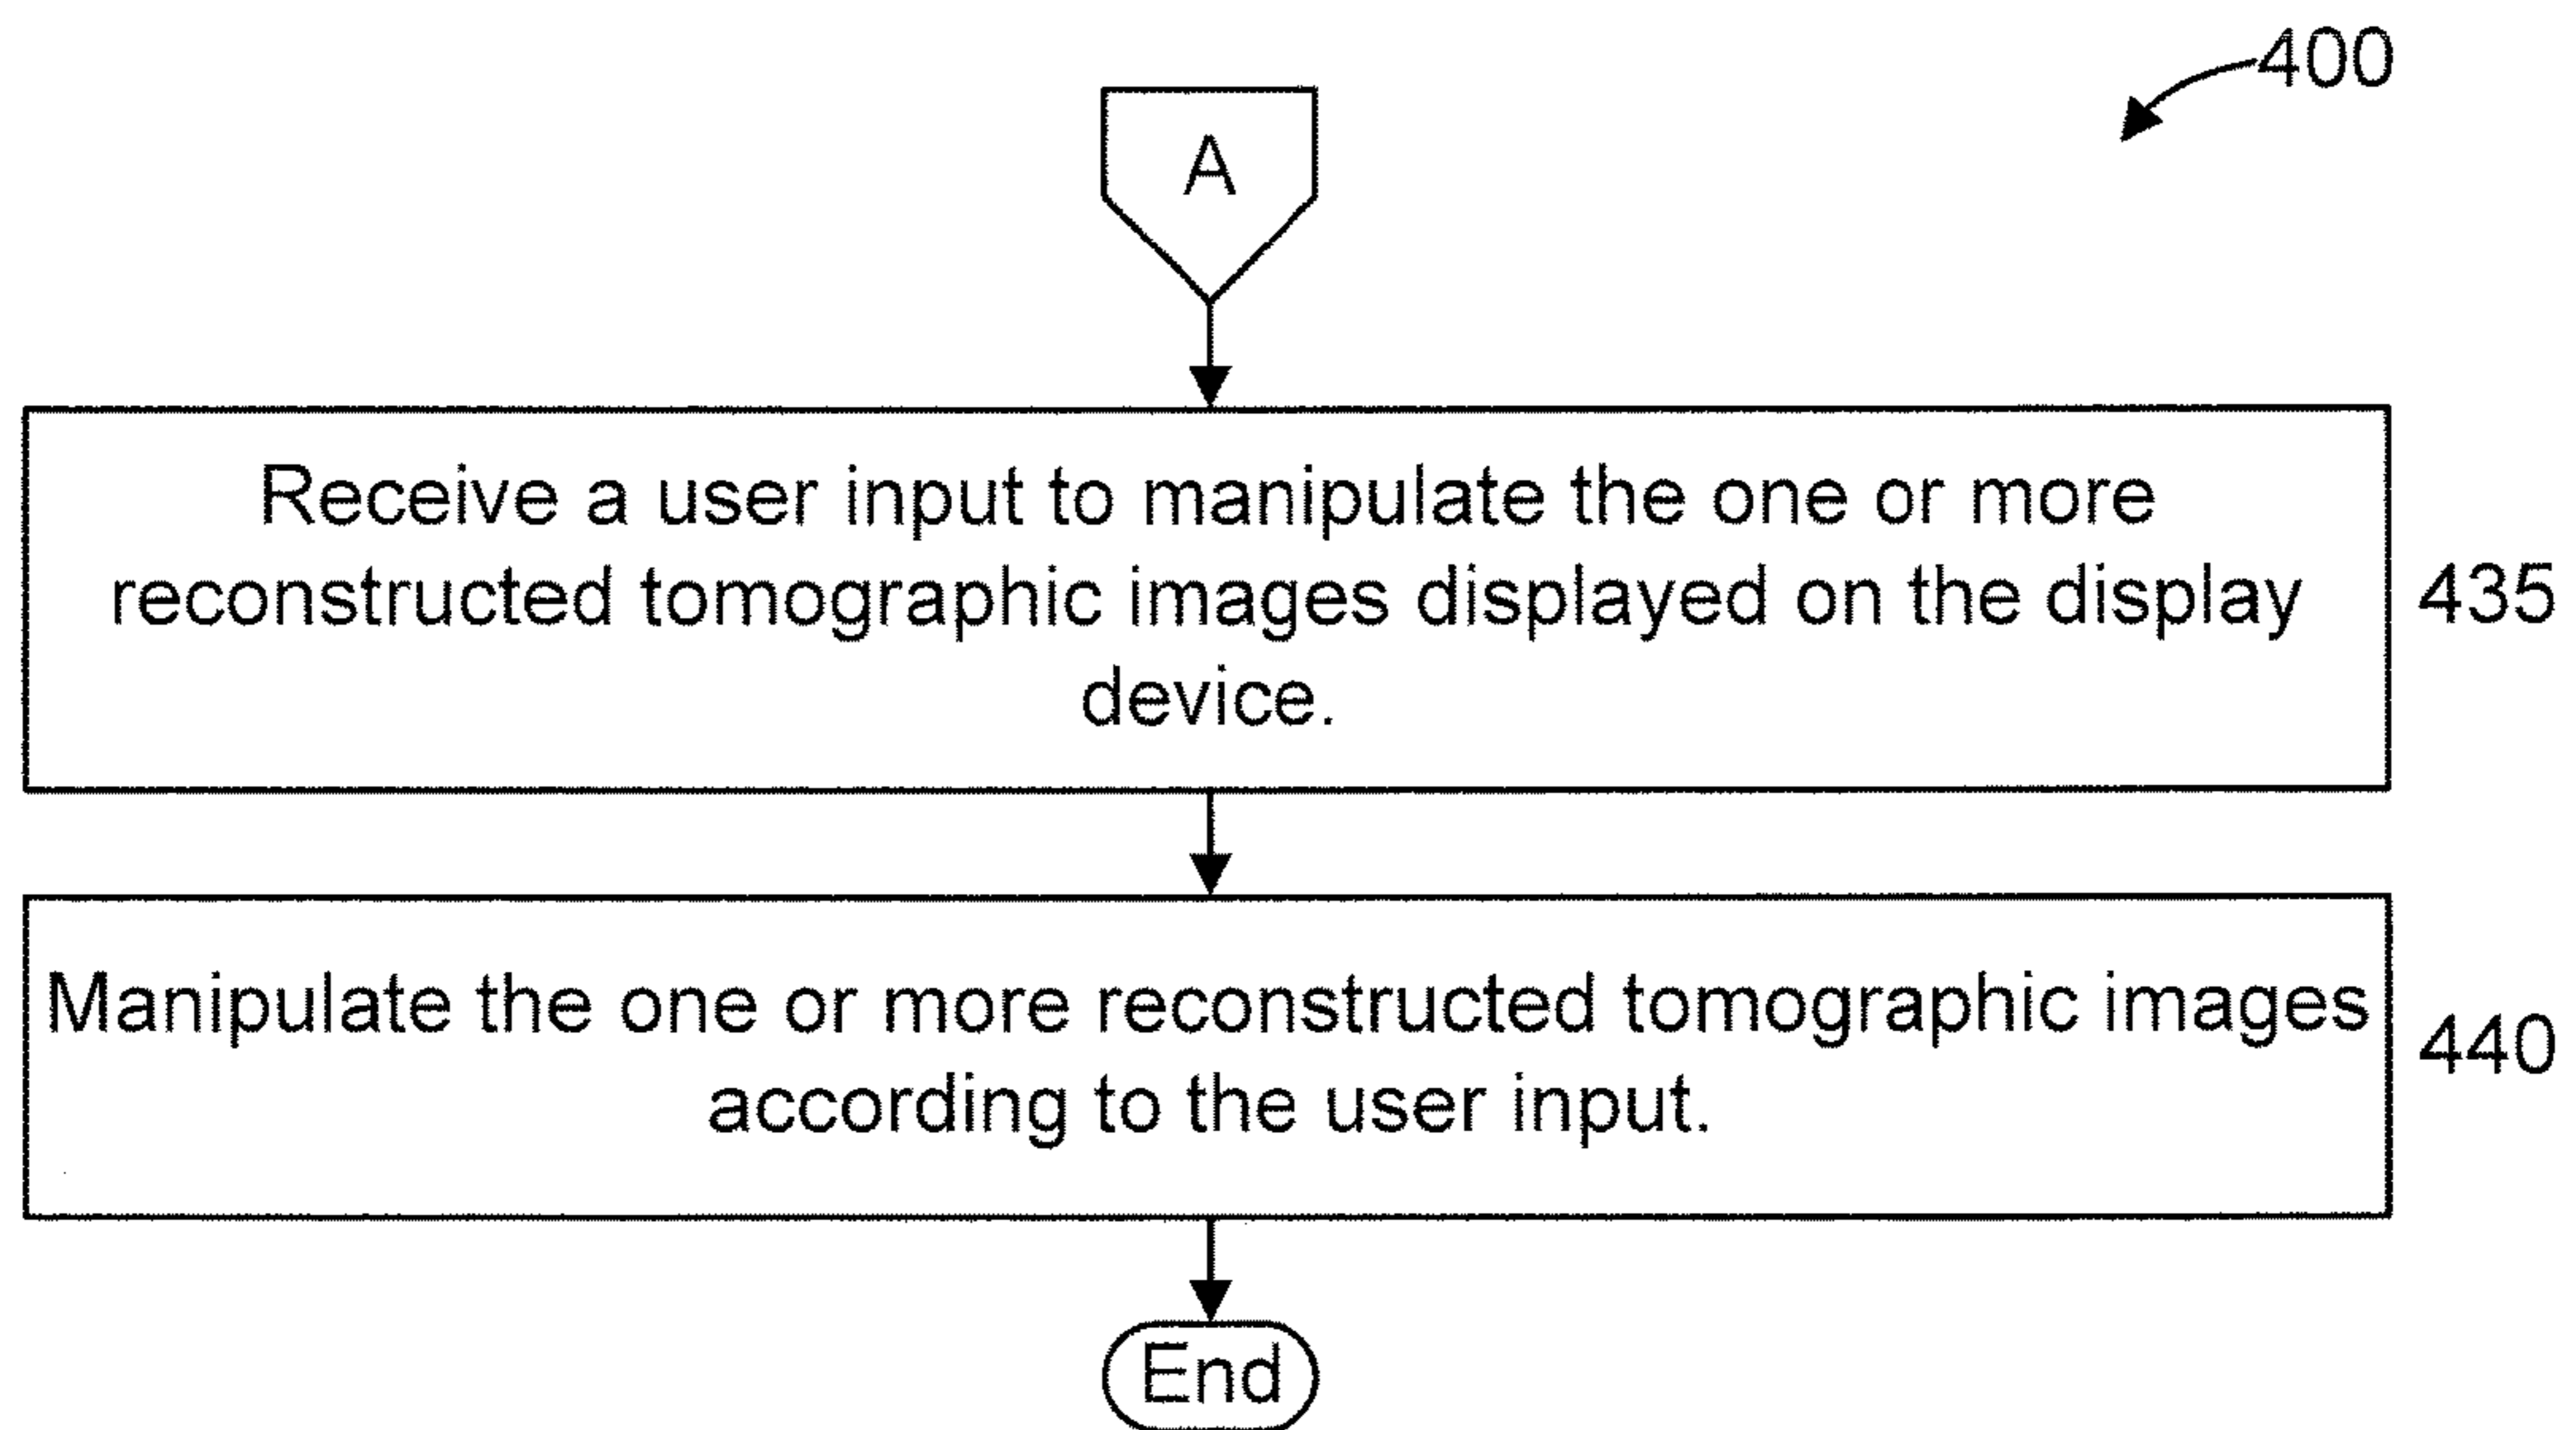 400
A
Receive a user input to manipulate the one or more
reconstructed tomographic images displayed on the display
device.
435
Manipulate the one or more reconstructed tomographic images
according to the user input.
440
End